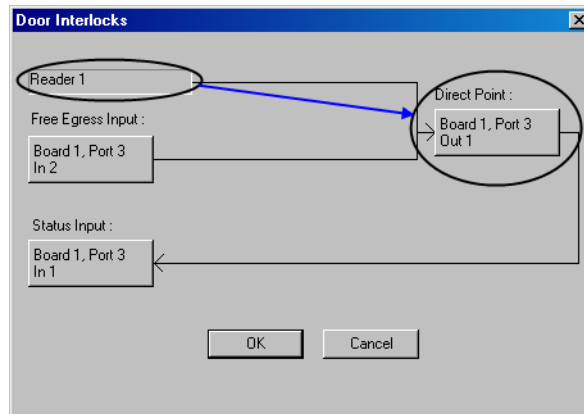 Door Interlocks
Reader 1
Direct Point :
Free Egress Input :
Board 1, Port 3
Out 1
Board 1, Port 3
In 2
Status Input :
Board 1, Port 3
In 1
OK
Cancel